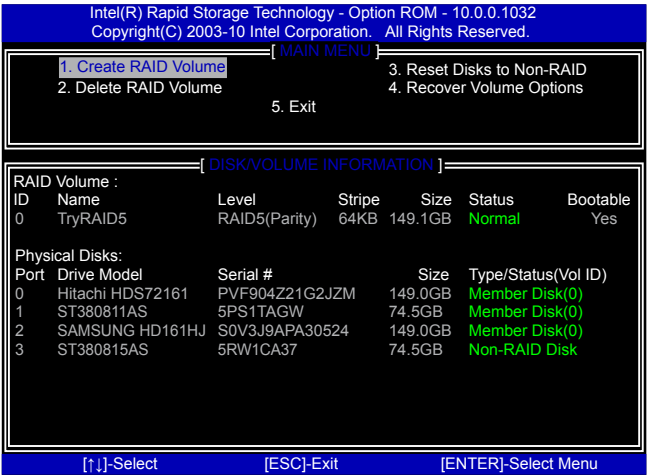 Intel(R) Rapid Storage Technology - Option ROM - 10.0.0.1032
Copyright(C) 2003-10 Intel Corporation. All Rights Reserved.
[ MAIN MENU ]
1. Create RAID Volume 3. Reset Disks to Non-RAID
2. Delete RAID Volume 4. Recover Volume Options
5. Exit
[ DISK/VOLUME INFORMATION ]
RAID Volume :
ID Name Level Stripe Size Status Bootable
0 TryRAID5 RAID5(Parity) 64KB 149.1GB Normal Yes
Physical Disks:
Port Drive Model Serial # Size Type/Status(Vol ID)
0 Hitachi HDS72161 PVF904Z21G2JZM 149.0GB Member Disk(0)
1 ST380811AS 5PS1TAGW 74.5GB Member Disk(0)
2 SAMSUNG HD161HJ S0V3J9APA30524 149.0GB Member Disk(0)
3 ST380815AS 5RW1CA37 74.5GB Non-RAID Disk
[↑↓]-Select [ESC]-Exit [ENTER]-Select Menu